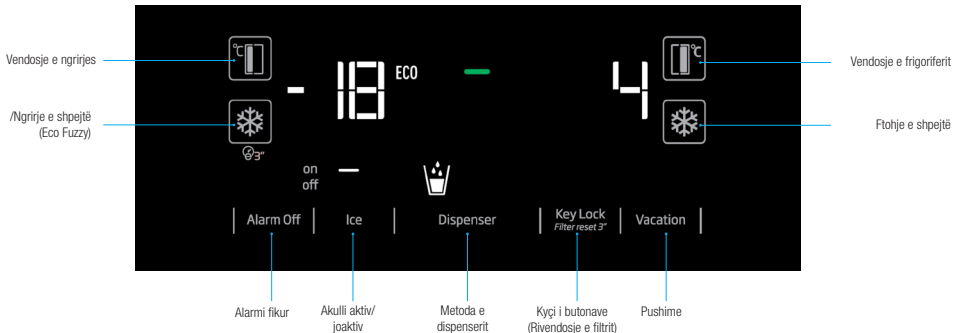 Vendosje e ngrirjes
/Ngrirje e shpejtë
(Eco Fuzzy)
°C
-18
ECO
4
°C
3"
on
off
Alarm Off
Ice
Dispenser
Key Lock
Filter reset 3"
Vacation
Vendosje e frigoriferit
Ftohje e shpejtë
Alarmi fikur
Akulli aktiv/
joaktiv
Metoda e
dispenserit
Kyçi i butonave
(Rivendosje e filtrit)
Pushime